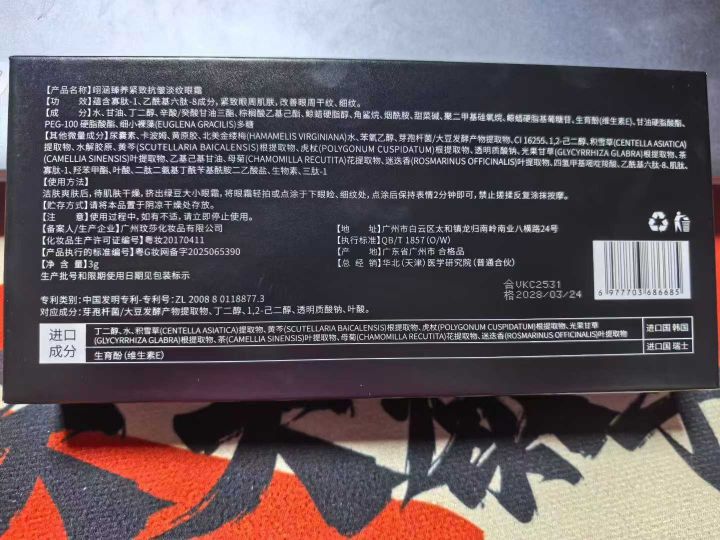 【产品名称】翊涵臻养紧致抗皱淡纹眼霜
【功 效】蕴含寡肽-1、乙酰基六肽-8成分,紧致眼周肌肤,改善眼周干纹、细纹。
【成 分】水、甘油、丁二醇、辛酸/癸酸甘油三酯、棕榈酸乙基己酯、鲸蜡硬脂醇、角鲨烷、烟酰胺、甜菜碱、聚二甲基硅氧烷、鲸蜡硬脂基葡糖苷、生育酚(维生素E)、甘油硬脂酸酯、
PEG-100 硬脂酸酯、细小裸藻(EUGLENA GRACILIS)多糖
【其他微量成分】尿囊素、卡波姆、黄原胶、北美金缕梅(HAMAMELIS VIRGINIANA)水、苯氧乙醇、芽孢杆菌/大豆发酵产物提取物、CI 16255、1,2-己二醇、积雪草(CENTELLA ASIATICA)
提取物、水解胶原、黄芩(SCUTELLARIA BAICALENSIS)根提取物、虎杖(POLYGONUM CUSPIDATUM)根提取物、透明质酸钠、光果甘草(GLYCYRRHIZA GLABRA)根提取物、茶
(CAMELLIA SINENSIS)叶提取物、乙基己基甘油、母菊(CHAMOMILLA RECUTITA)花提取物、迷迭香(ROSMARINUS OFFICINALIS)叶提取物、四氢甲基嘧啶羧酸、乙酰基六肽-8、肌肽、
寡肽-1、羟苯甲酯、叶酸、二肽二氨基丁酰苄基酰胺二乙酸盐、生物素、三肽-1
【使用方法】
洁肤爽肤后,待肌肤干燥,挤出绿豆大小眼霜,将眼霜轻拍或点涂于下眼睑、细纹处,点涂后保持表情2分钟即可,禁止搓揉反复涂抹按摩。
【贮存方式】请将本品置于阴凉干燥处存放。
【注 意】使用过程中,如有不适,请立即停止使用。
【备案人/生产企业】广州玟莎化妆品有限公司
【地 址】广州市白云区太和镇龙归南岭南业八横路24号
【化妆品生产许可证编号】粤妆20170411
【执行标准】QB/T 1857 (O/W)
【产品执行的标准编号】粤G妆网备字2025065390
【产 地】广东省广州市 合格品
【含 量】3g
【总 经 销】华北(天津)医学研究院(普通合伙)
生产批号和限期使用日期见包装标示
合 VKC2531
格 2028/03/24
6 977703 686685
专利类别:中国发明专利-专利号:ZL 2008 8 0118877.3
对应成分:芽孢杆菌/大豆发酵产物提取物、丁二醇、1,2-己二醇、透明质酸钠、叶酸。
进口
成分
丁二醇、水、积雪草(CENTELLA ASIATICA)提取物、黄芩(SCUTELLARIA BAICALENSIS)根提取物、虎杖(POLYGONUM CUSPIDATUM)根提取物、光果甘草
(GLYCYRRHIZA GLABRA)根提取物、茶(CAMELLIA SINENSIS)叶提取物、母菊(CHAMOMILLA RECUTITA)花提取物、迷迭香(ROSMARINUS OFFICINALIS)叶提取物
进口国 韩国
生育酚(维生素E)
进口国 瑞士